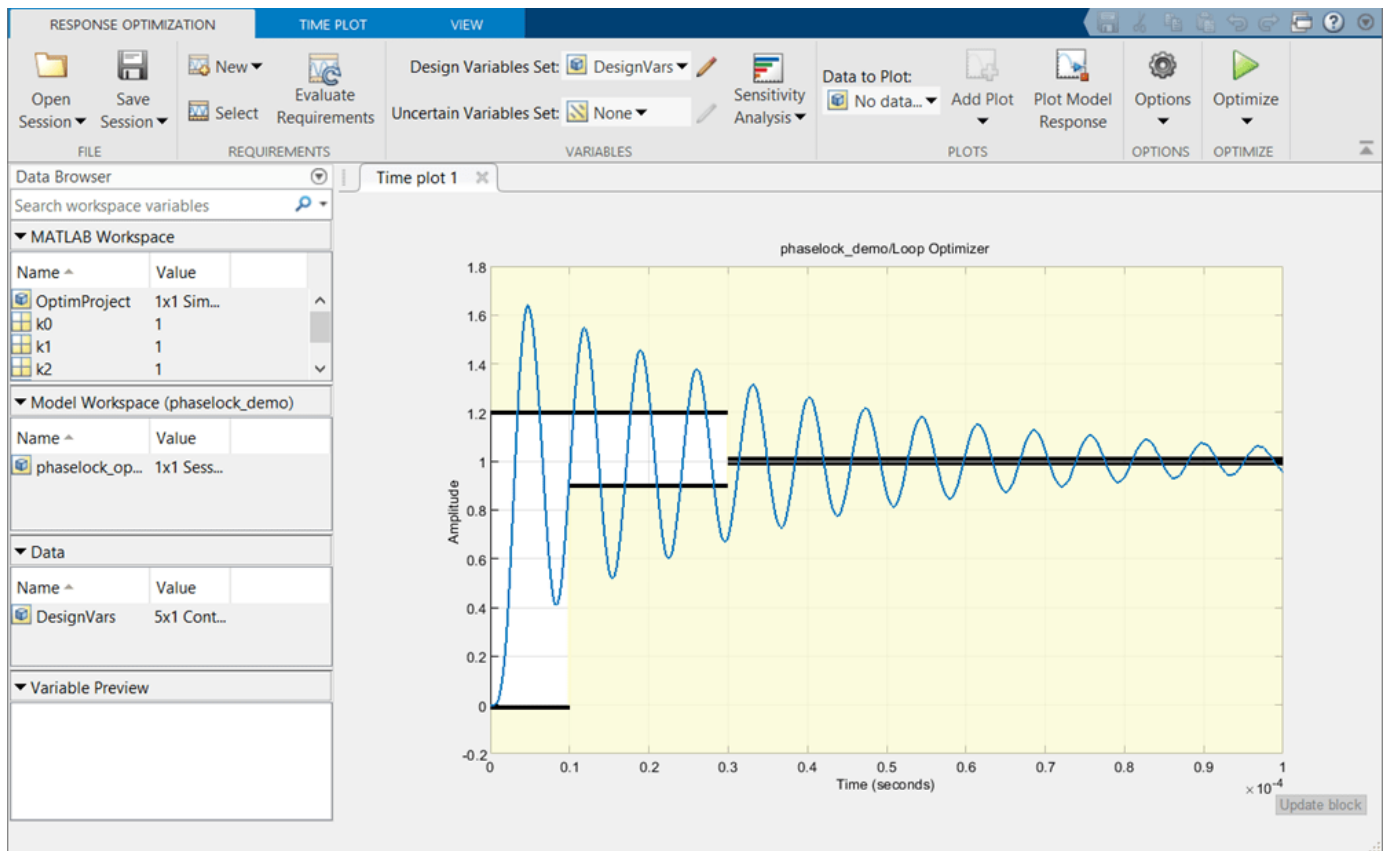 RESPONSE OPTIMIZATION TIME PLOT VIEW
Open Session Save Session
New
Select
Evaluate Requirements
Design Variables Set: DesignVars
Uncertain Variables Set: None
Sensitivity Analysis
Data to Plot:
No data...
Add Plot
Plot Model Response
Options
Optimize
FILE REQUIREMENTS VARIABLES PLOTS OPTIONS OPTIMIZE
Data Browser
Search workspace variables
MATLAB Workspace
Name Value
OptimProject 1x1 Sim...
k0 1
k1 1
k2 1
Model Workspace (phaselock_demo)
Name Value
phaselock_op... 1x1 Sess...
Data
Name Value
DesignVars 5x1 Cont...
Variable Preview
Time plot 1
phaselock_demo/Loop Optimizer
1.8
1.6
1.4
1.2
1
0.8
0.6
0.4
0.2
0
-0.2
Amplitude
0 0.1 0.2 0.3 0.4 0.5 0.6 0.7 0.8 0.9 1
Time (seconds)
×10-4
Update block